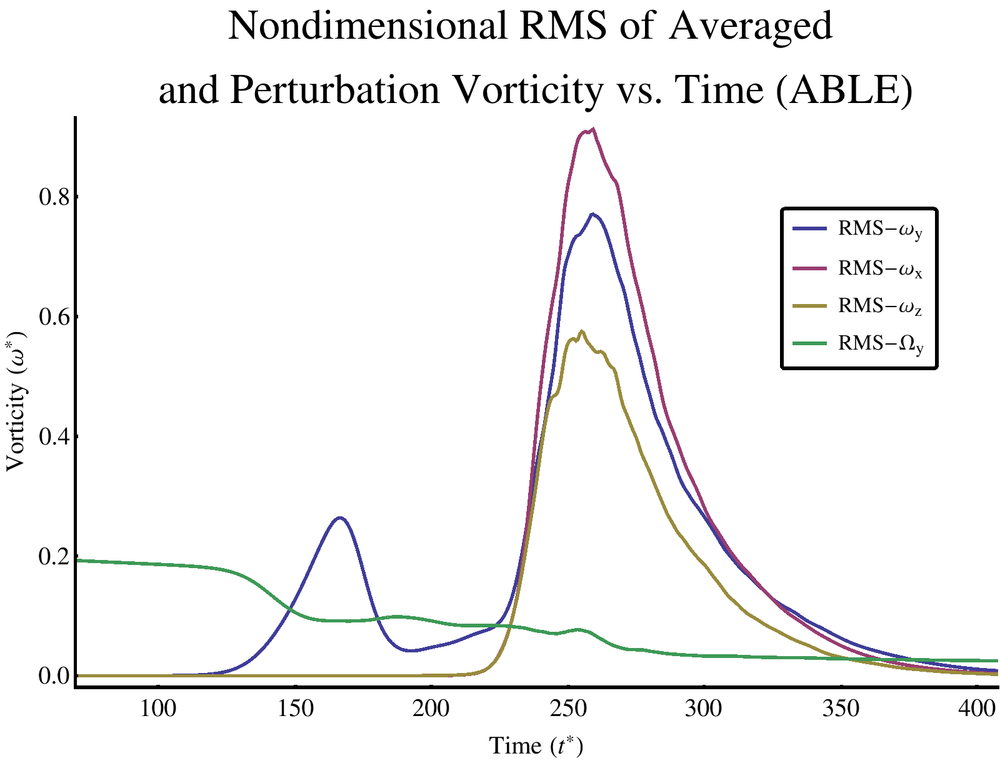 Nondimensional RMS of Averaged
and Perturbation Vorticity vs. Time (ABLE)
0.8
0.6
0.4
0.2
0.0
Vorticity (ω*)
RMS−ωy
RMS−ωx
RMS−ωz
RMS−Ωy
100 150 200 250 300 350 400
Time (t*)